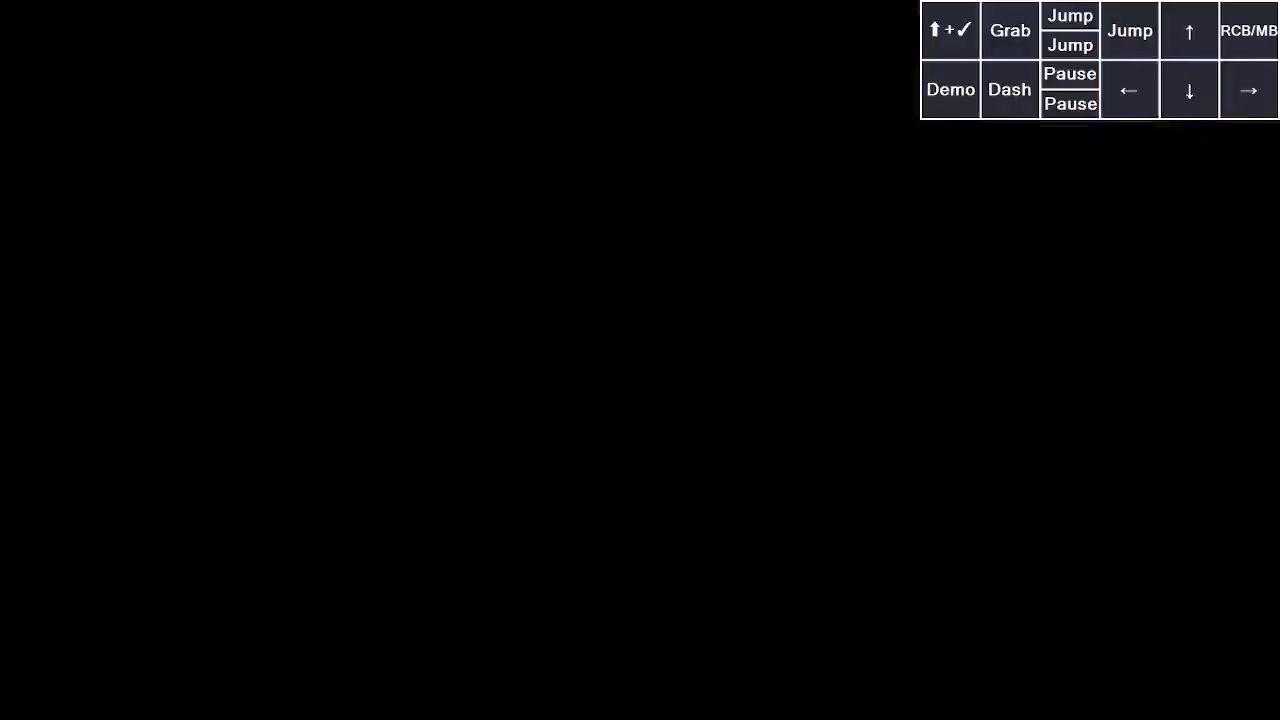 ⬆+✓ Grab Jump Jump ↑ RCB/MB
Jump
Demo Dash Pause ← ↓ →
Pause